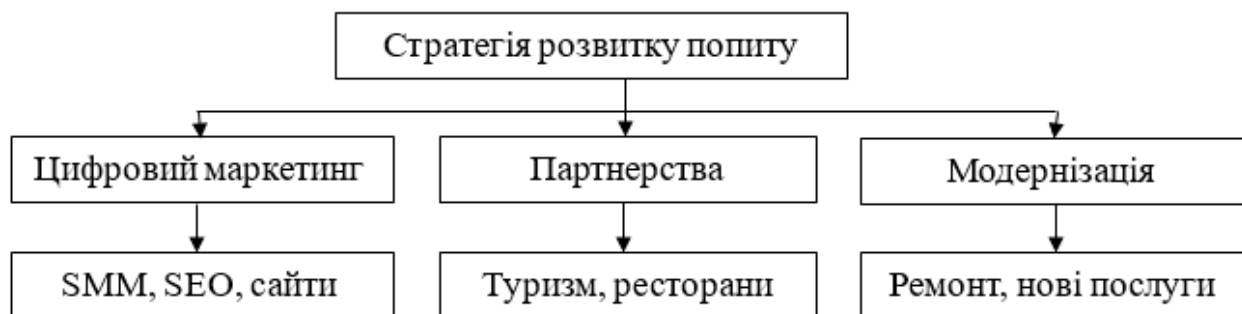 Стратегія розвитку попиту
Цифровий маркетинг
Партнерства
Модернізація
SMM, SEO, сайти
Туризм, ресторани
Ремонт, нові послуги